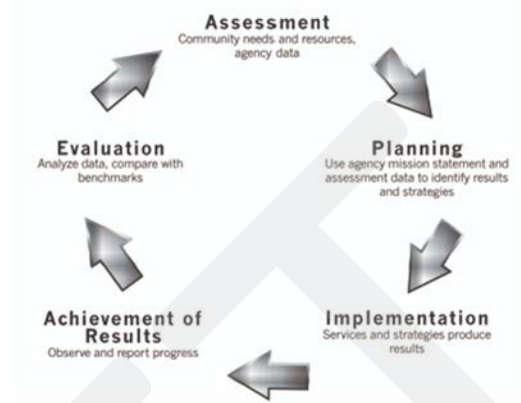 Assessment
Community needs and resources,
agency data
Evaluation
Analyze data, compare with
benchmarks
Planning
Use agency mission statement and
assessment data to identify results
and strategies
Achievement of
Results
Observe and report progress
Implementation
Services and strategies produce
results